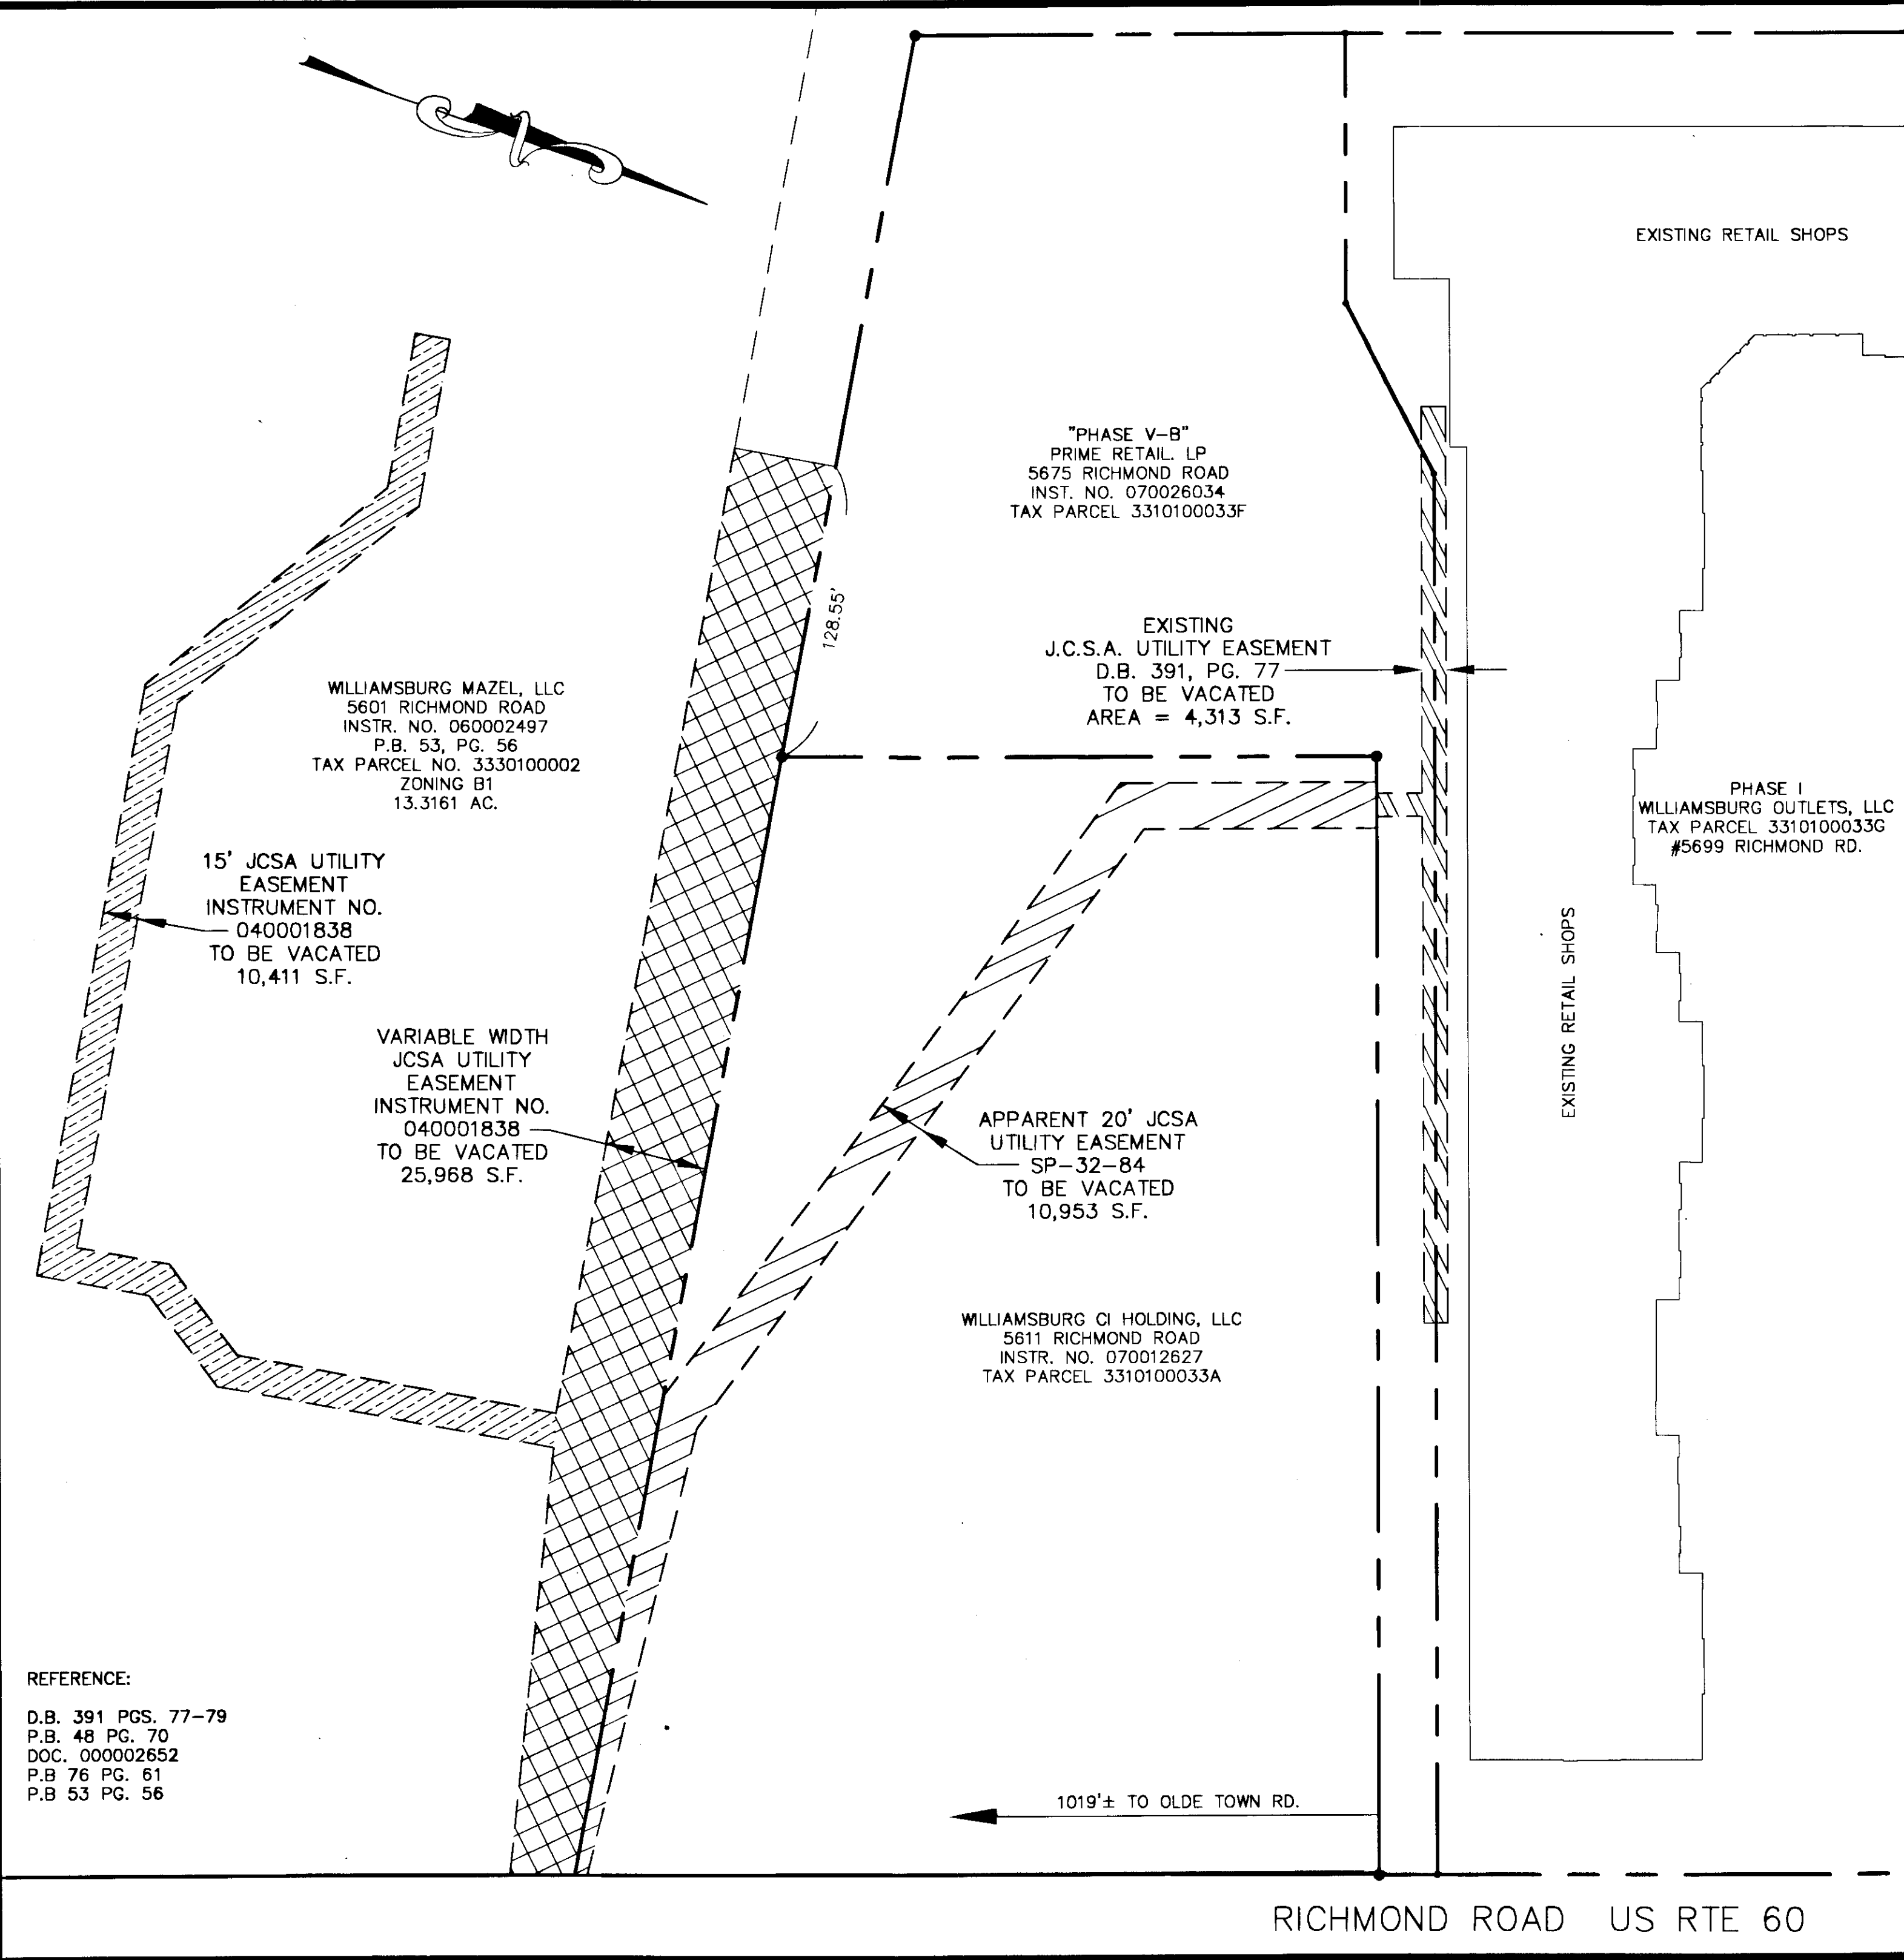 EXISTING RETAIL SHOPS
"PHASE V-B"
PRIME RETAIL. LP
5675 RICHMOND ROAD
INST. NO. 070026034
TAX PARCEL 3310100033F
128.55'
EXISTING
J.C.S.A. UTILITY EASEMENT
D.B. 391, PG. 77
TO BE VACATED
AREA = 4,313 S.F.
WILLIAMSBURG MAZEL, LLC
5601 RICHMOND ROAD
INSTR. NO. 060002497
P.B. 53, PG. 56
TAX PARCEL NO. 3330100002
ZONING B1
13.3161 AC.
PHASE I
WILLIAMSBURG OUTLETS, LLC
TAX PARCEL 3310100033G
#5699 RICHMOND RD.
15' JCSA UTILITY
EASEMENT
INSTRUMENT NO.
040001838
TO BE VACATED
10,411 S.F.
EXISTING RETAIL SHOPS
VARIABLE WIDTH
JCSA UTILITY
EASEMENT
INSTRUMENT NO.
040001838
TO BE VACATED
25,968 S.F.
APPARENT 20' JCSA
UTILITY EASEMENT
SP-32-84
TO BE VACATED
10,953 S.F.
WILLIAMSBURG CI HOLDING, LLC
5611 RICHMOND ROAD
INSTR. NO. 070012627
TAX PARCEL 3310100033A
REFERENCE:
D.B. 391 PGS. 77-79
P.B. 48 PG. 70
DOC. 000002652
P.B 76 PG. 61
P.B 53 PG. 56
1019'± TO OLDE TOWN RD.
RICHMOND ROAD US RTE 60